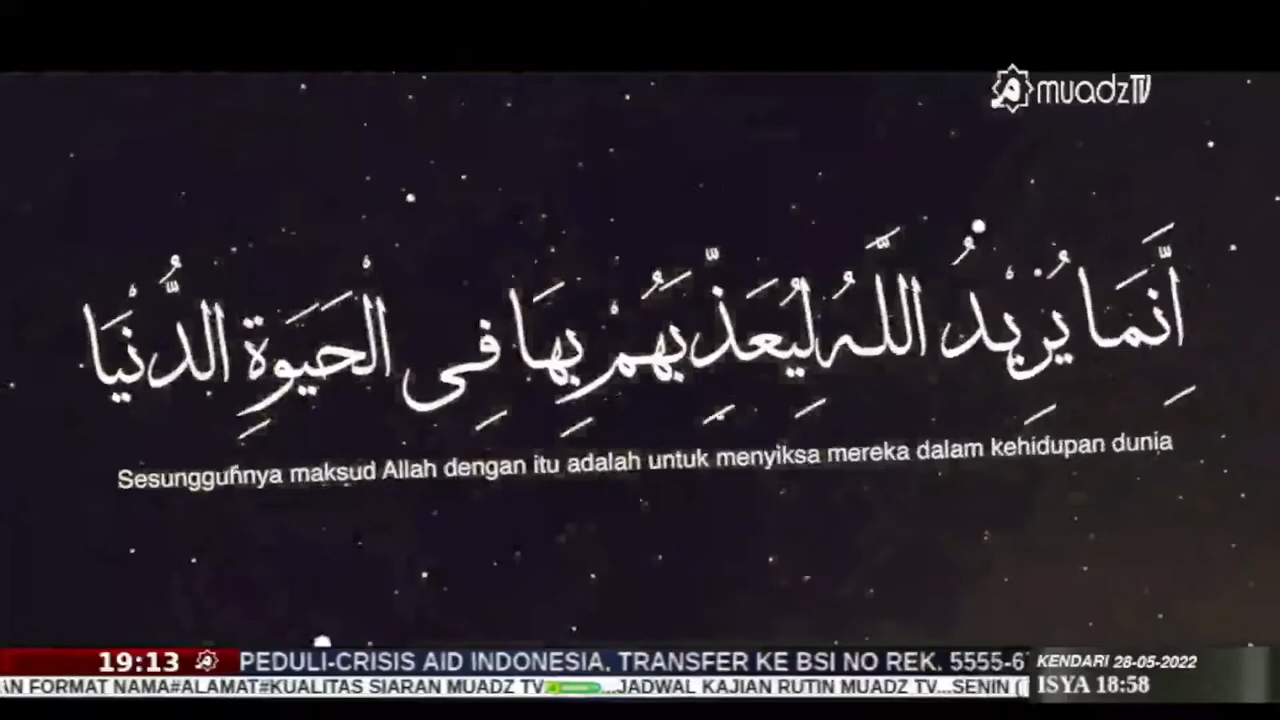 muadzTV
إِنَّمَا يُرِيْدُ اللَّهُ لِيُعَذِّبَهُمْ بِهَا فِى الْحَيٰوةِ الدُّنْيَا
Sesungguhnya maksud Allah dengan itu adalah untuk menyiksa mereka dalam kehidupan dunia
19:13 PEDULI-CRISIS AID INDONESIA. TRANSFER KE BSI NO REK. 5555-6
KENDARI 28-05-2022
AN FORMAT NAMA#ALAMAT#KUALITAS SIARAN MUADZ TV ...JADWAL KAJIAN RUTIN MUADZ TV...SENIN
ISYA 18:58